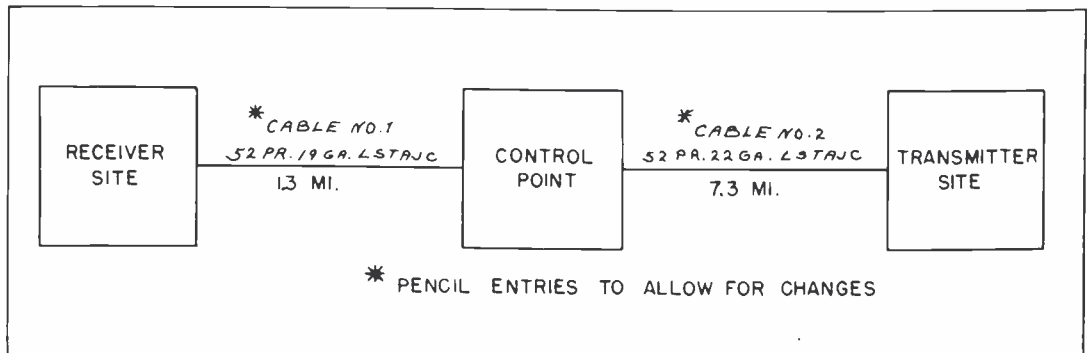 RECEIVER
SITE
* CABLE NO.1
52 PR. 19 GA. LSTAJC
1.3 MI.
CONTROL
POINT
* CABLE NO.2
52 PR. 22 GA. LSTAJC
7.3 MI.
TRANSMITTER
SITE
* PENCIL ENTRIES TO ALLOW FOR CHANGES